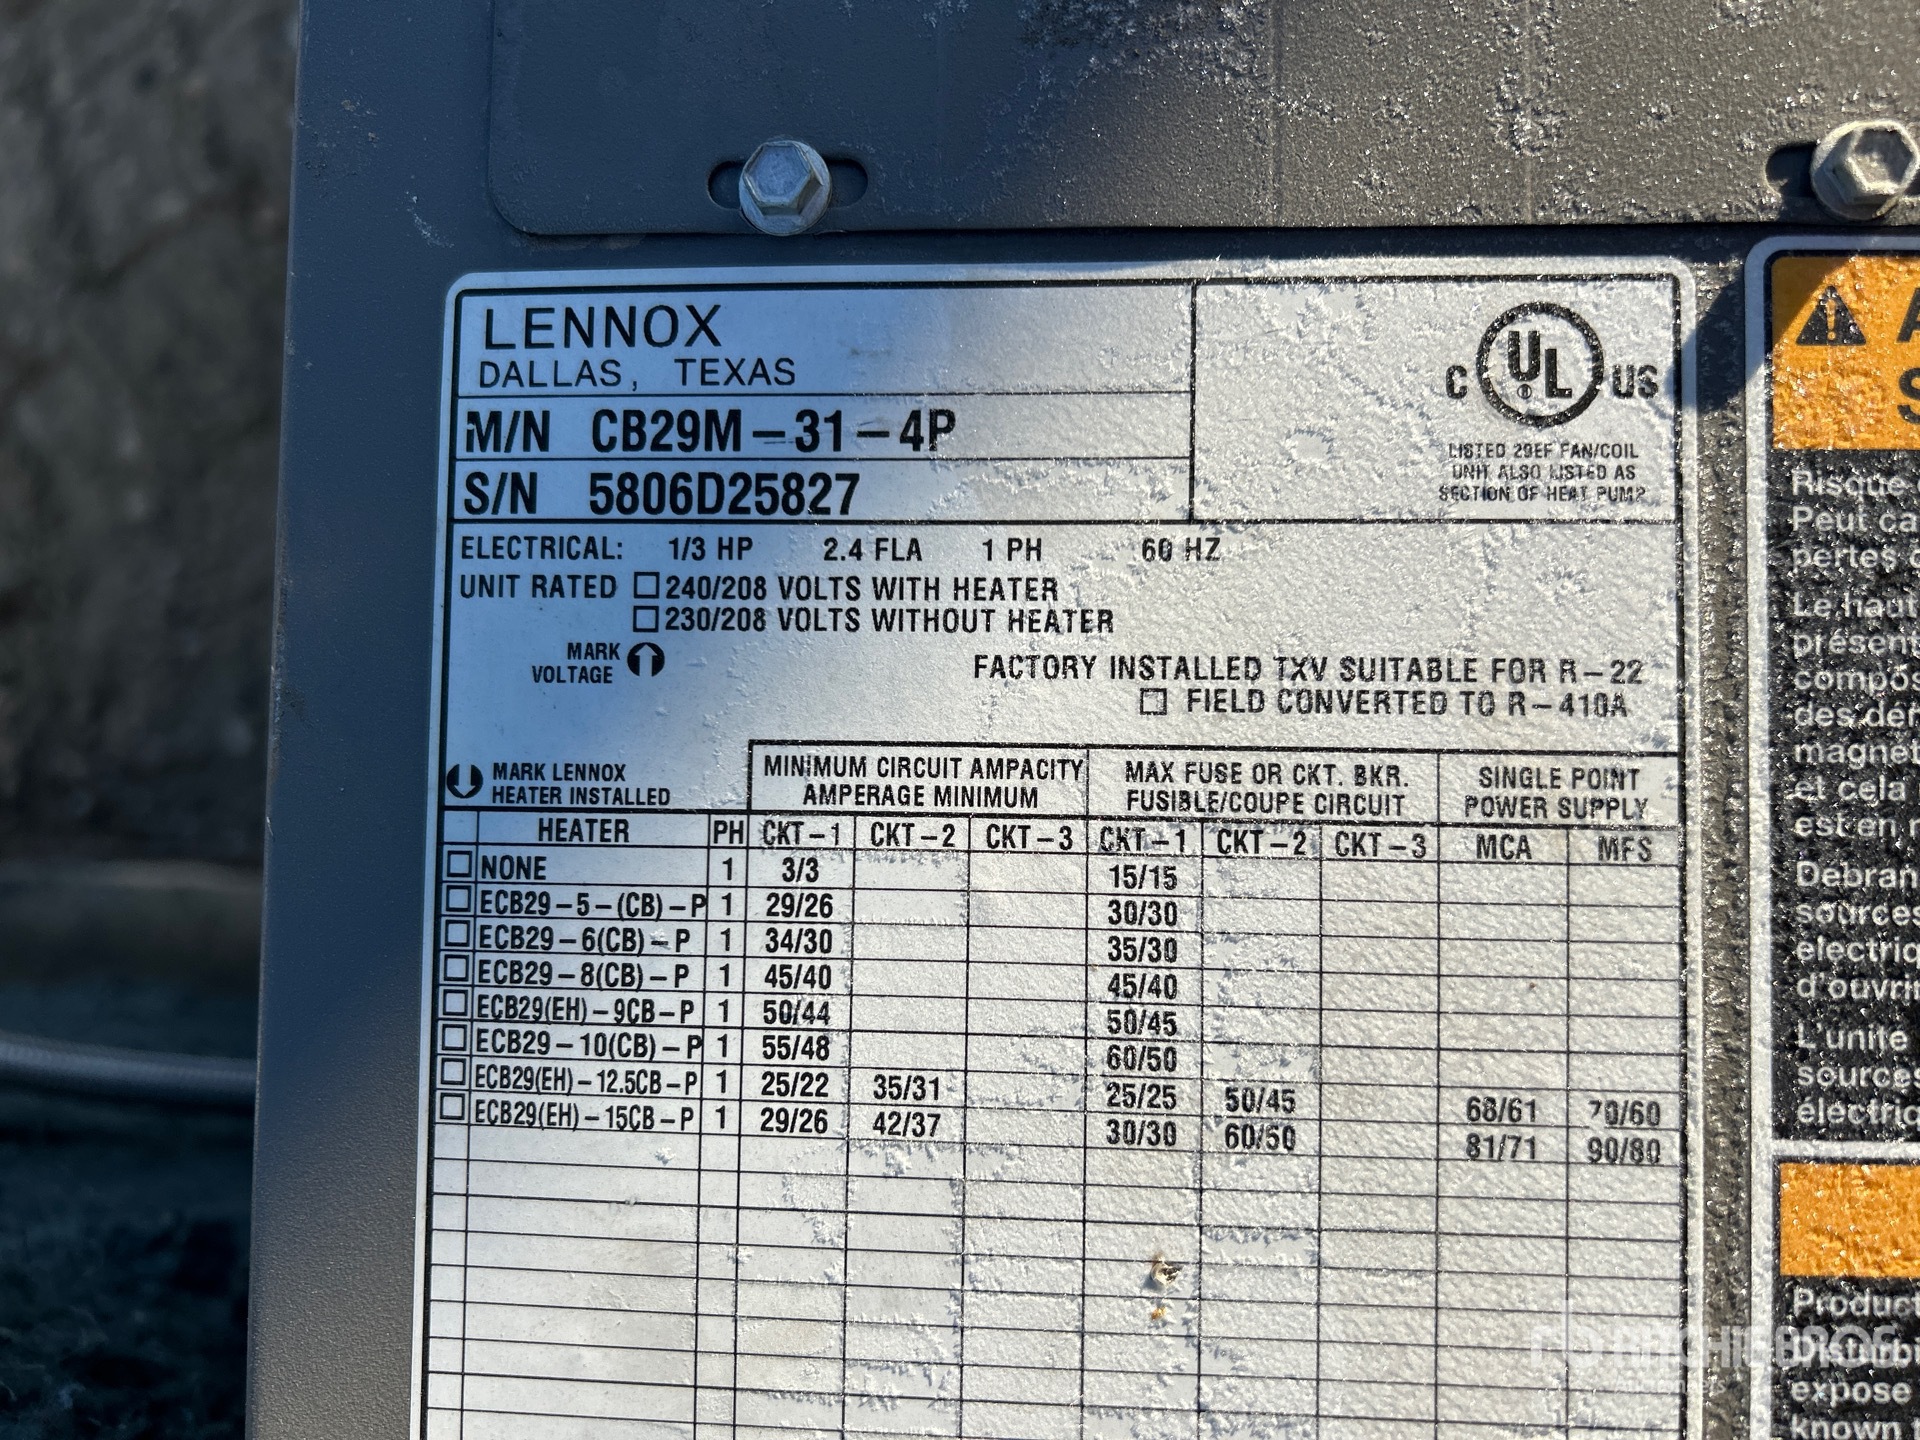 LENNOX
DALLAS, TEXAS
M/N CB29M-31-4P
S/N 5806D25827
C UL US
LISTED 29EF FAN/COIL
UNIT ALSO LISTED AS
SECTION OF HEAT PUMP
ELECTRICAL: 1/3 HP 2.4 FLA 1 PH 60 HZ
UNIT RATED 240/208 VOLTS WITH HEATER
230/208 VOLTS WITHOUT HEATER
MARK
VOLTAGE
FACTORY INSTALLED TXV SUITABLE FOR R-22
FIELD CONVERTED TO R-410A
MARK LENNOX
HEATER INSTALLED
MINIMUM CIRCUIT AMPACITY
AMPERAGE MINIMUM
MAX FUSE OR CKT. BKR.
FUSIBLE/COUPE CIRCUIT
SINGLE POINT
POWER SUPPLY
HEATER PH CKT-1 CKT-2 CKT-3 CKT-1 CKT-2 CKT-3 MCA MFS
NONE 1 3/3 15/15
ECB29-5-(CB)-P 1 29/26 30/30
ECB29-6(CB)-P 1 34/30 35/30
ECB29-8(CB)-P 1 45/40 45/40
ECB29(EH)-9CB-P 1 50/44 50/45
ECB29-10(CB)-P 1 55/48 60/50
ECB29(EH)-12.5CB-P 1 25/22 35/31 25/25 50/45 68/61 70/60
ECB29(EH)-15CB-P 1 29/26 42/37 30/30 60/50 81/71 90/80
A
S
Risque
Peut ca
pertes
Le haut
présent
compos
des déf
magnet
et cela
est en
Débran
sources
électriq
d'ouvri
L'unité
sources
électriq
Product
Disturbi
expose
known
RITCHIE BROS